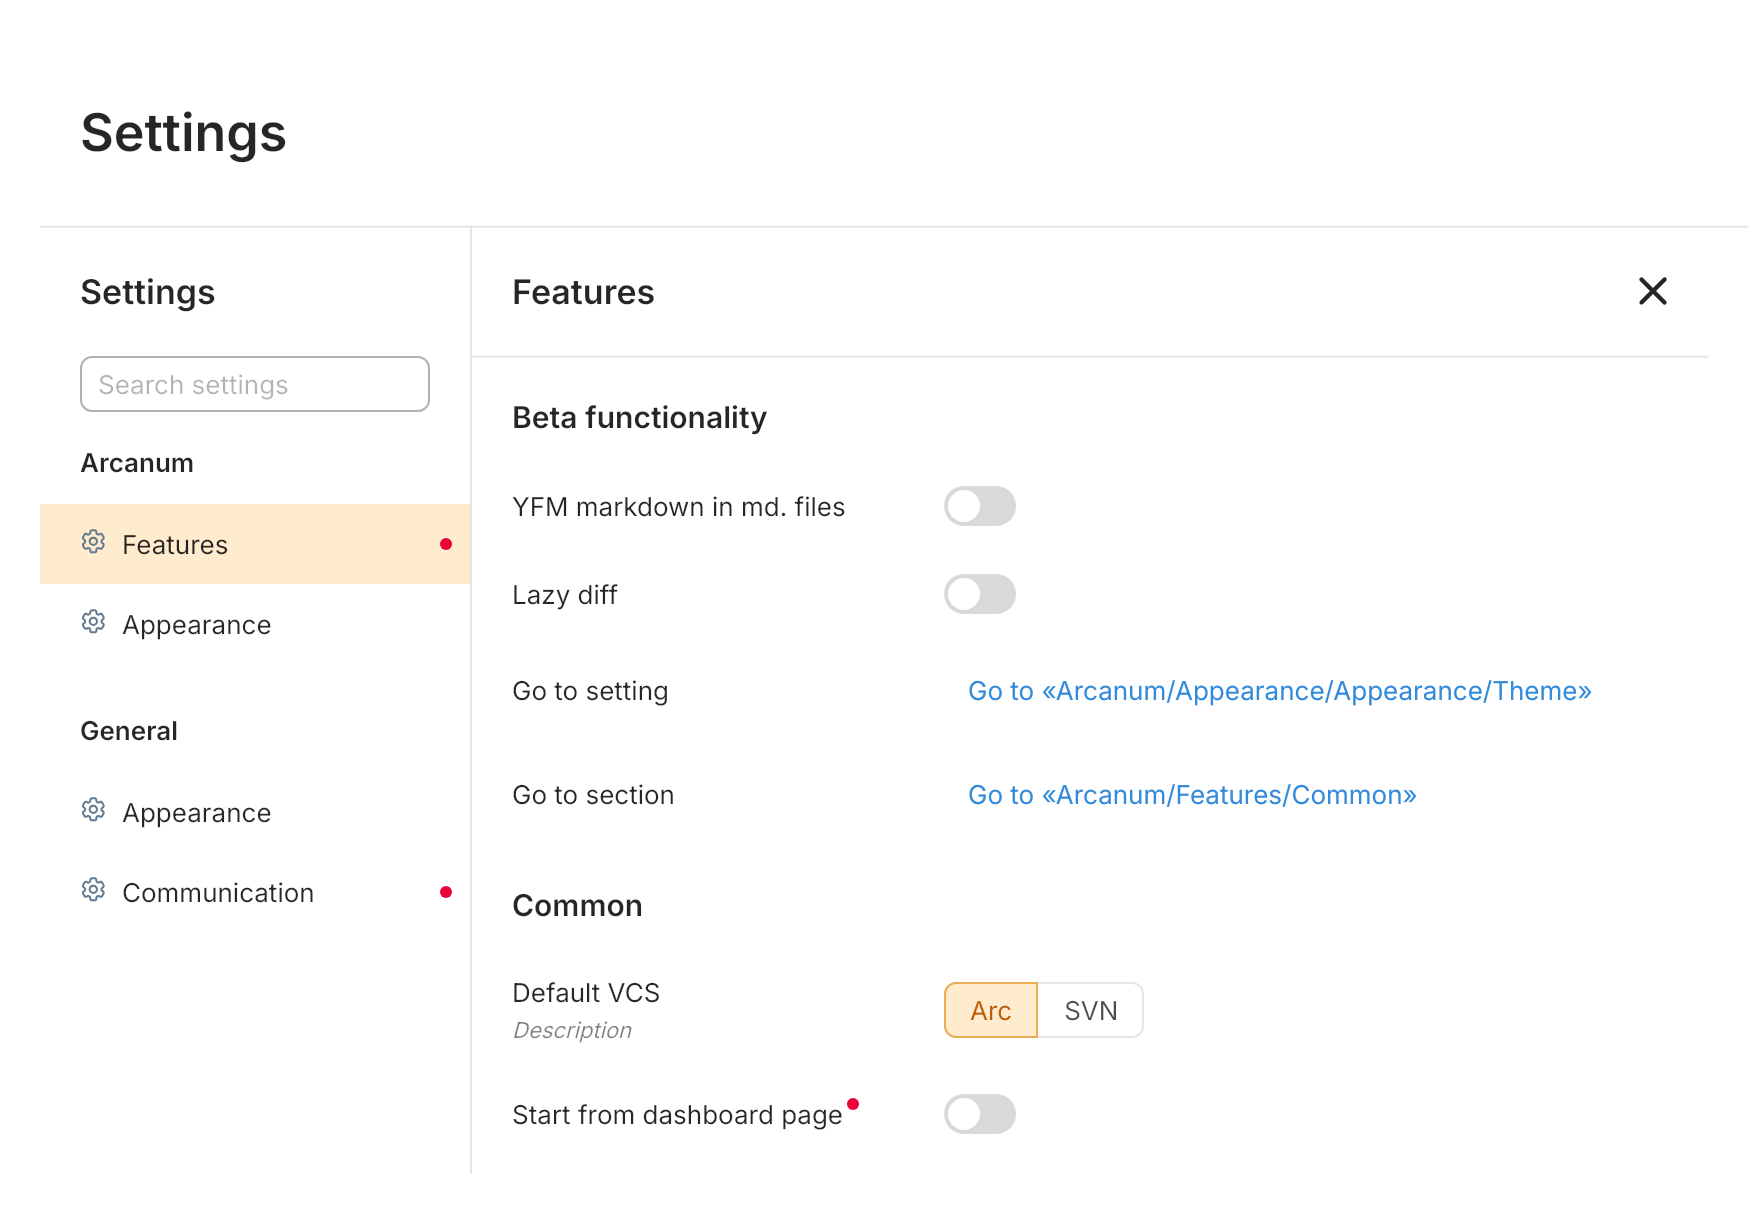 Settings
Settings
Search settings
Arcanum
Features
Appearance
General
Appearance
Communication
Features
Beta functionality
YFM markdown in md. files
Lazy diff
Go to setting
Go to «Arcanum/Appearance/Appearance/Theme»
Go to section
Go to «Arcanum/Features/Common»
Common
Default VCS
Description
Arc
SVN
Start from dashboard page